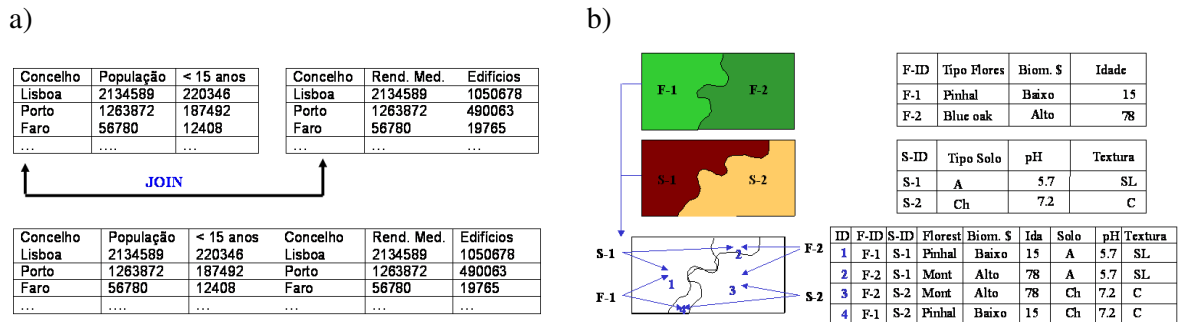 a)
Concelho População < 15 anos
Lisboa 2134589 220346
Porto 1263872 187492
Faro 56780 12408
... .... ...
Concelho Rend. Med. Edifícios
Lisboa 2134589 1050678
Porto 1263872 490063
Faro 56780 19765
... ... ...
JOIN
Concelho População < 15 anos Concelho Rend. Med. Edifícios
Lisboa 2134589 220346 Lisboa 2134589 1050678
Porto 1263872 187492 Porto 1263872 490063
Faro 56780 12408 Faro 56780 19765
... .... ... ... ... ...
b)
F-1 F-2
S-1 S-2
S-1 2 F-2
1 3
F-1 4 S-2
F-ID Tipo Flores Biom. $ Idade
F-1 Pinhal Baixo 15
F-2 Blue oak Alto 78
S-ID Tipo Solo pH Textura
S-1 A 5.7 SL
S-2 Ch 7.2 C
ID F-ID S-ID Florest Biom. $ Ida Solo pH Textura
1 F-1 S-1 Pinhal Baixo 15 A 5.7 SL
2 F-2 S-1 Mont Alto 78 A 5.7 SL
3 F-2 S-2 Mont Alto 78 Ch 7.2 C
4 F-1 S-2 Pinhal Baixo 15 Ch 7.2 C